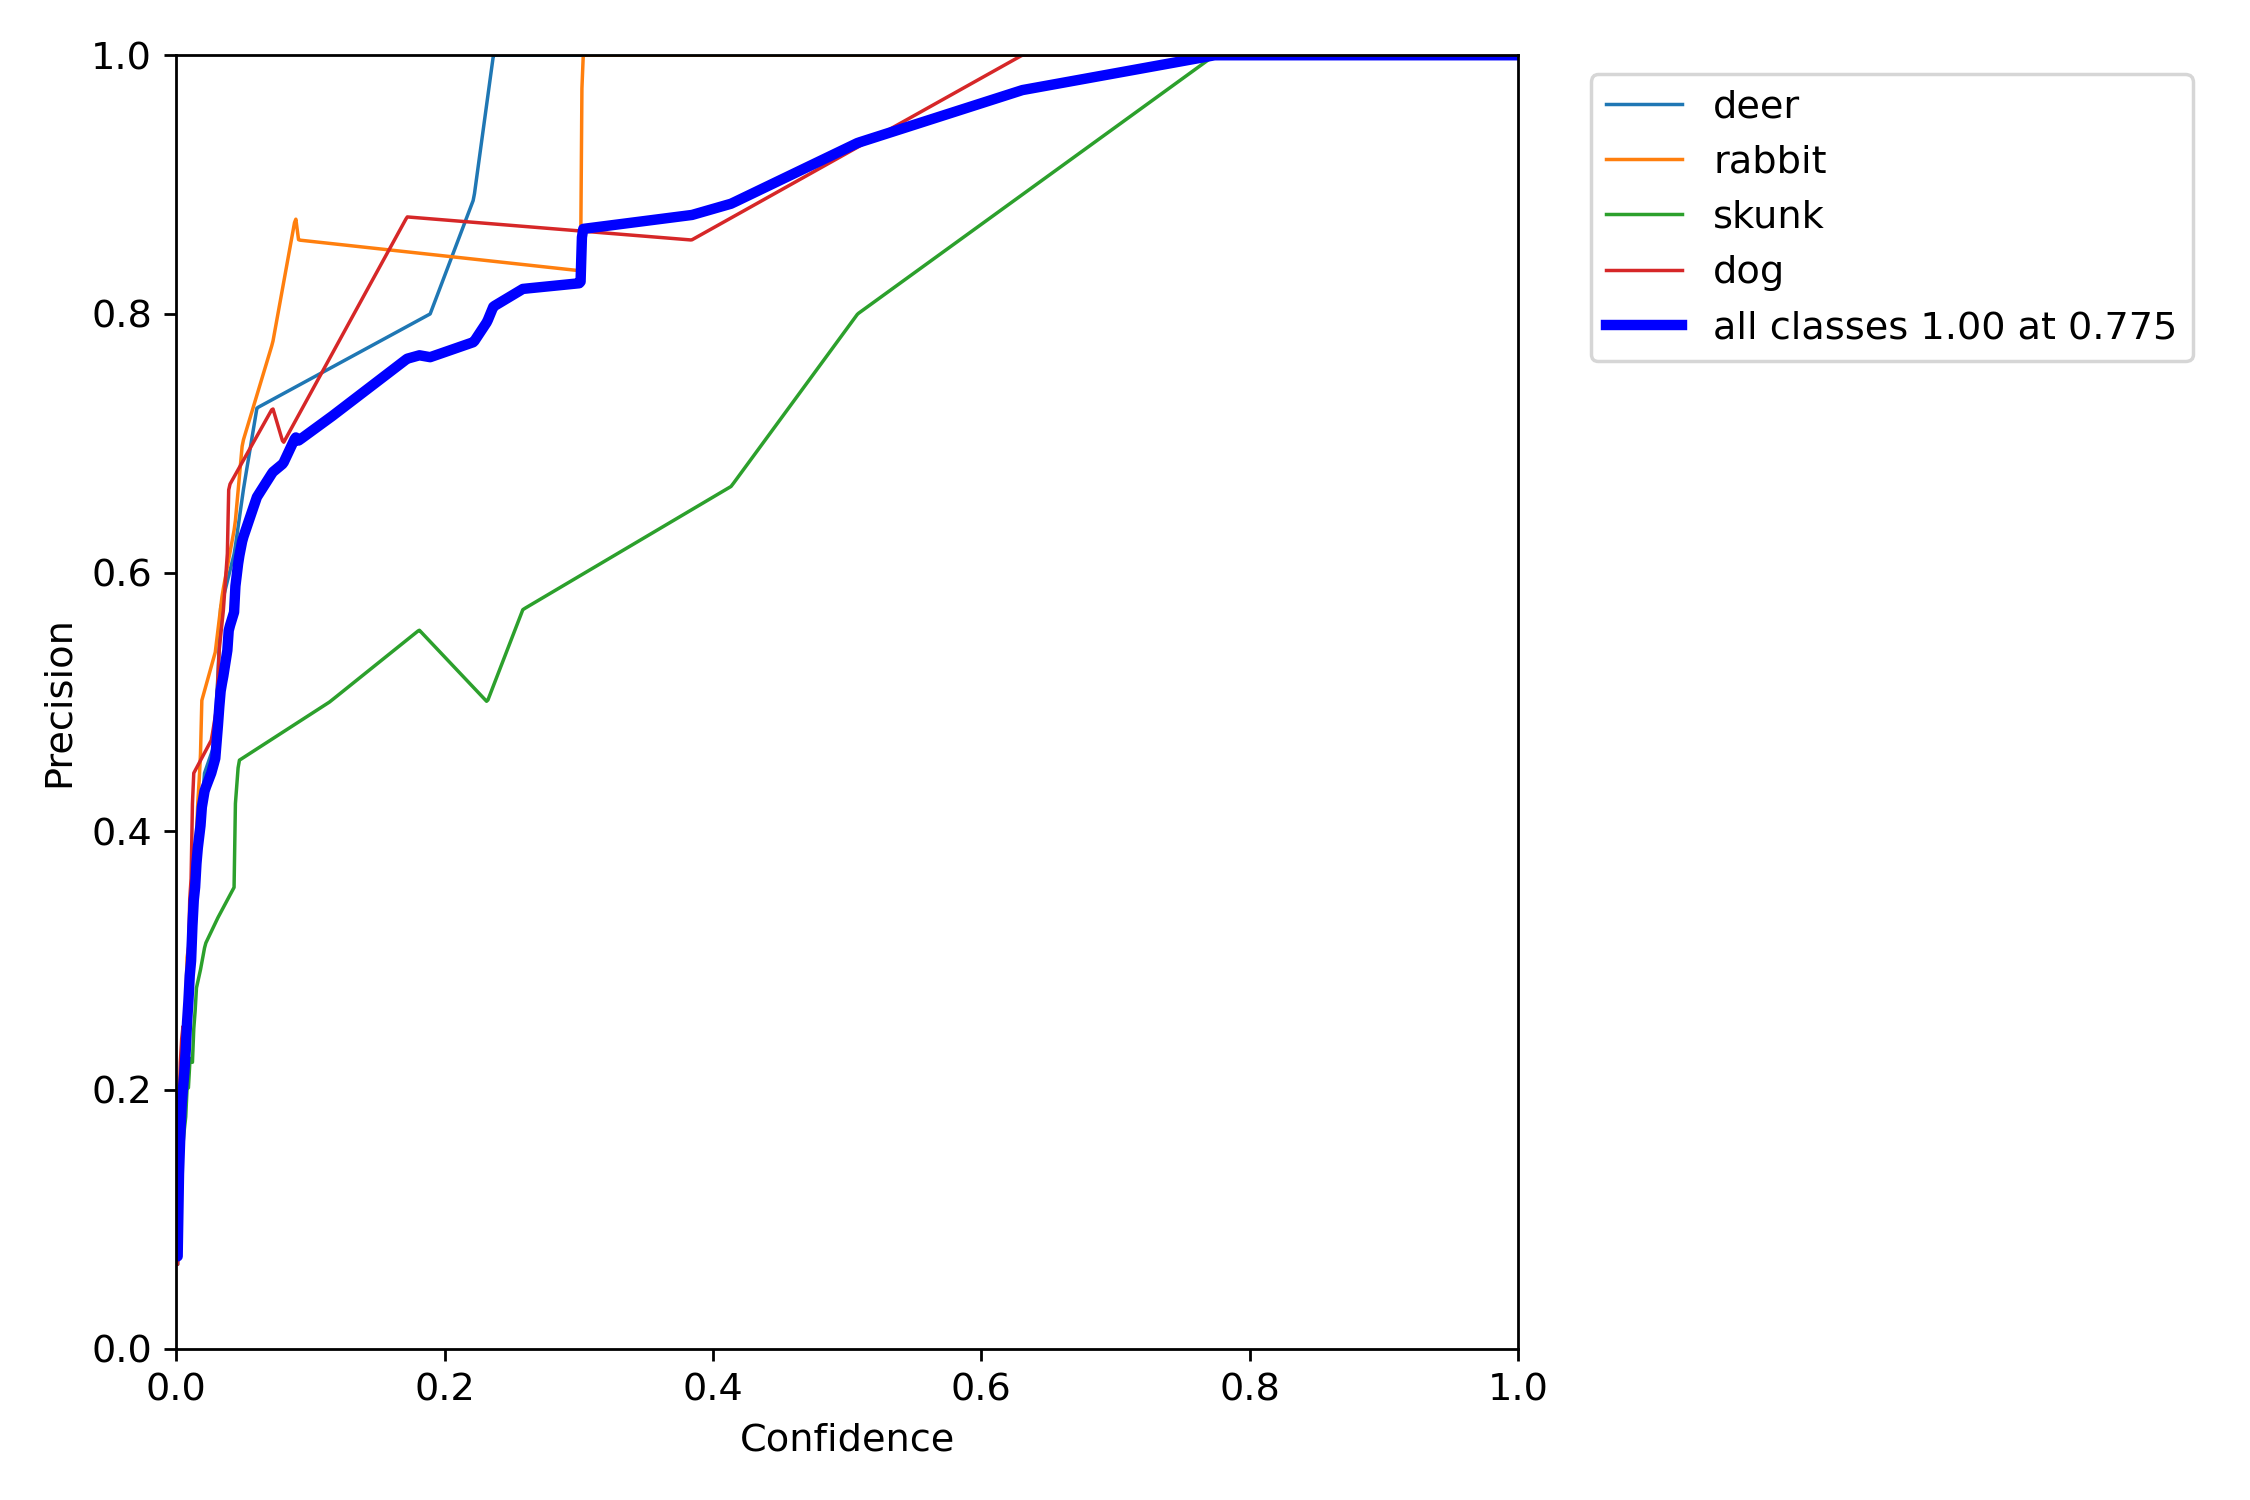 1.0
0.8
0.6
0.4
0.2
0.0
Precision
0.0 0.2 0.4 0.6 0.8 1.0
Confidence
deer
rabbit
skunk
dog
all classes 1.00 at 0.775